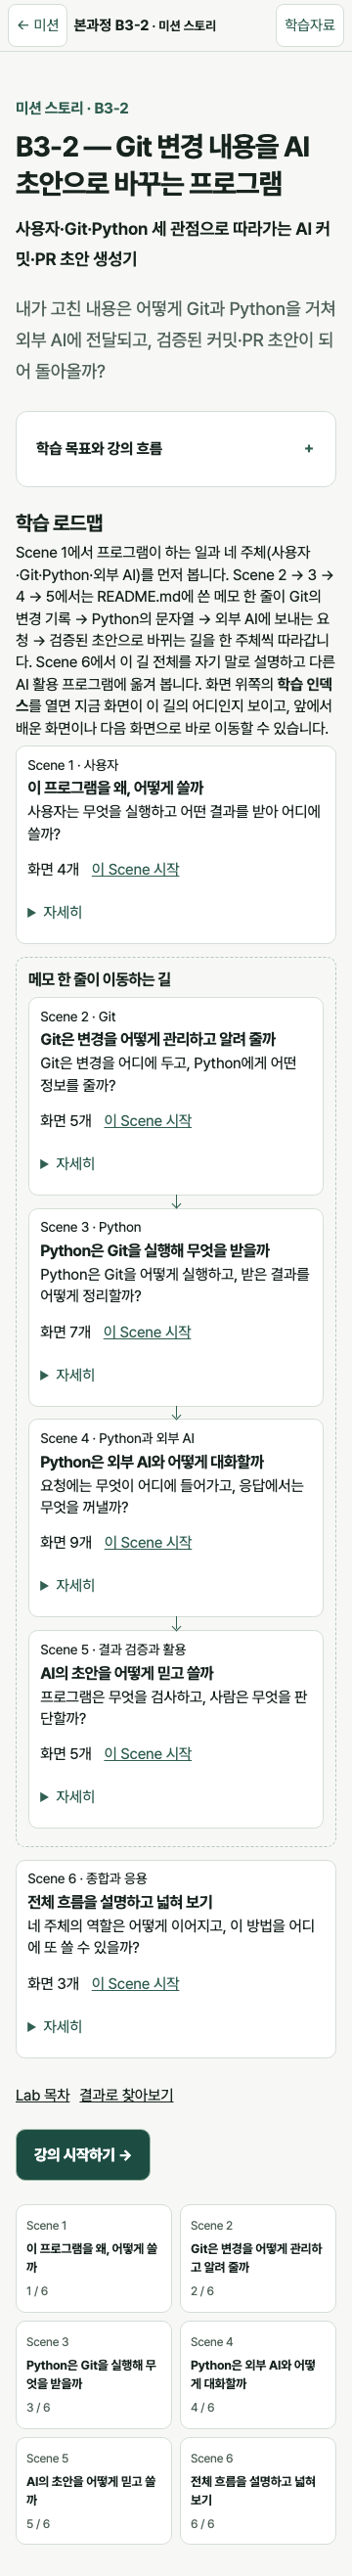 ← 미션
본과정 B3-2 · 미션 스토리
학습자료
미션 스토리 · B3-2
B3-2 — Git 변경 내용을 AI
초안으로 바꾸는 프로그램
사용자·Git·Python 세 관점으로 따라가는 AI 커
밋·PR 초안 생성기
내가 고친 내용은 어떻게 Git과 Python을 거쳐
외부 AI에 전달되고, 검증된 커밋·PR 초안이 되
어 돌아올까?
학습 목표와 강의 흐름 +
학습 로드맵
Scene 1에서 프로그램이 하는 일과 네 주체(사용자
·Git·Python·외부 AI)를 먼저 봅니다. Scene 2 → 3 →
4 → 5에서는 README.md에 쓴 메모 한 줄이 Git의
변경 기록 → Python의 문자열 → 외부 AI에 보내는 요
청 → 검증된 초안으로 바뀌는 길을 한 주체씩 따라갑니
다. Scene 6에서 이 길 전체를 자기 말로 설명하고 다른
AI 활용 프로그램에 옮겨 봅니다. 화면 위쪽의 학습 인덱
스를 열면 지금 화면이 이 길의 어디인지 보이고, 앞에서
배운 화면이나 다음 화면으로 바로 이동할 수 있습니다.
Scene 1 · 사용자
이 프로그램을 왜, 어떻게 쓸까
사용자는 무엇을 실행하고 어떤 결과를 받아 어디에
쓸까?
화면 4개 이 Scene 시작
▶ 자세히
메모 한 줄이 이동하는 길
Scene 2 · Git
Git은 변경을 어떻게 관리하고 알려 줄까
Git은 변경을 어디에 두고, Python에게 어떤
정보를 줄까?
화면 5개 이 Scene 시작
▶ 자세히
↓
Scene 3 · Python
Python은 Git을 실행해 무엇을 받을까
Python은 Git을 어떻게 실행하고, 받은 결과를
어떻게 정리할까?
화면 7개 이 Scene 시작
▶ 자세히
↓
Scene 4 · Python과 외부 AI
Python은 외부 AI와 어떻게 대화할까
요청에는 무엇이 어디에 들어가고, 응답에서는
무엇을 꺼낼까?
화면 9개 이 Scene 시작
▶ 자세히
↓
Scene 5 · 결과 검증과 활용
AI의 초안을 어떻게 믿고 쓸까
프로그램은 무엇을 검사하고, 사람은 무엇을 판
단할까?
화면 5개 이 Scene 시작
▶ 자세히
Scene 6 · 종합과 응용
전체 흐름을 설명하고 넓혀 보기
네 주체의 역할은 어떻게 이어지고, 이 방법을 어디
에 또 쓸 수 있을까?
화면 3개 이 Scene 시작
▶ 자세히
Lab 목차 결과로 찾아보기
강의 시작하기 →
Scene 1
이 프로그램을 왜, 어떻게 쓸
까
1 / 6
Scene 2
Git은 변경을 어떻게 관리하
고 알려 줄까
2 / 6
Scene 3
Python은 Git을 실행해 무
엇을 받을까
3 / 6
Scene 4
Python은 외부 AI와 어떻
게 대화할까
4 / 6
Scene 5
AI의 초안을 어떻게 믿고 쓸
까
5 / 6
Scene 6
전체 흐름을 설명하고 넓혀
보기
6 / 6